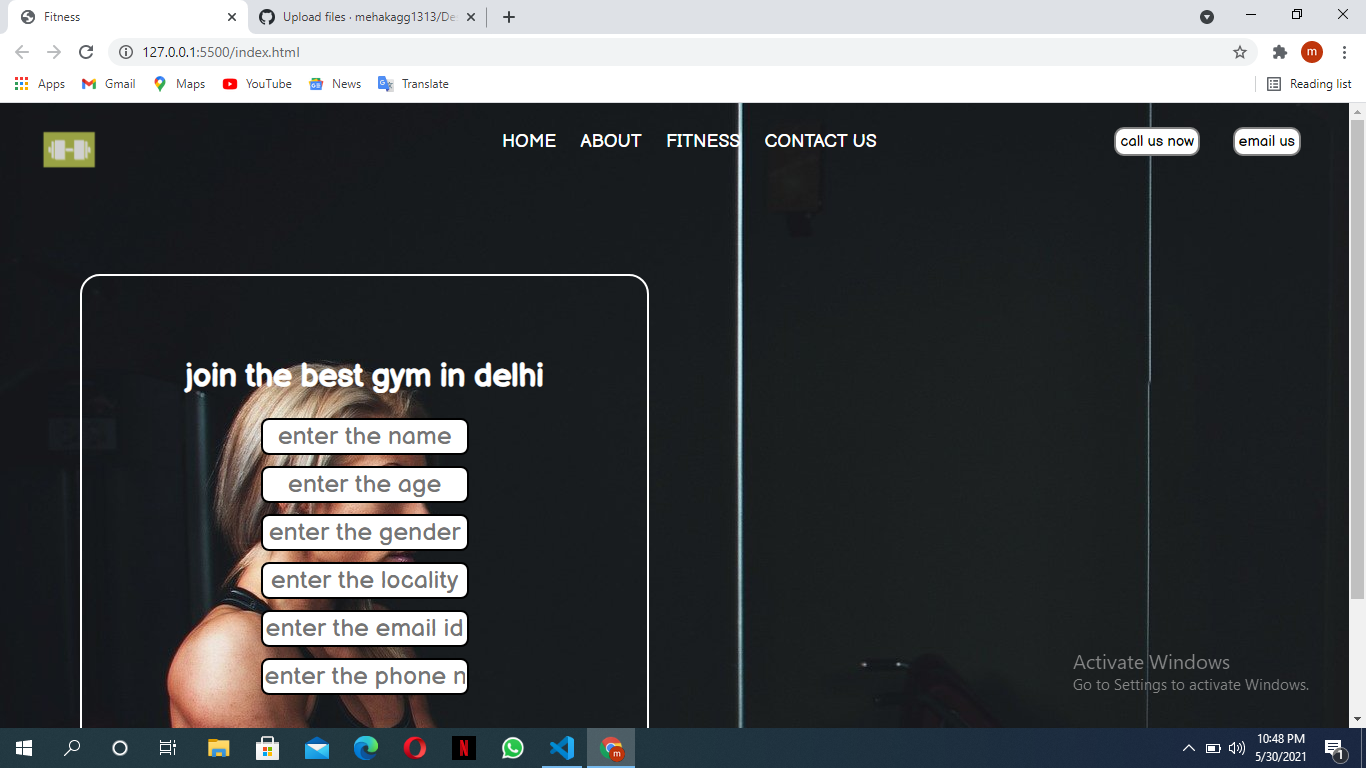 Fitness
Upload files · mehakagg1313/De
127.0.0.1:5500/index.html
m
Apps
Gmail
Maps
YouTube
News
Translate
Reading list
HOME ABOUT FITNESS CONTACT US
call us now
email us
join the best gym in delhi
enter the name
enter the age
enter the gender
enter the locality
enter the email id
enter the phone n
Activate Windows
Go to Settings to activate Windows.
m
10:48 PM
5/30/2021
1